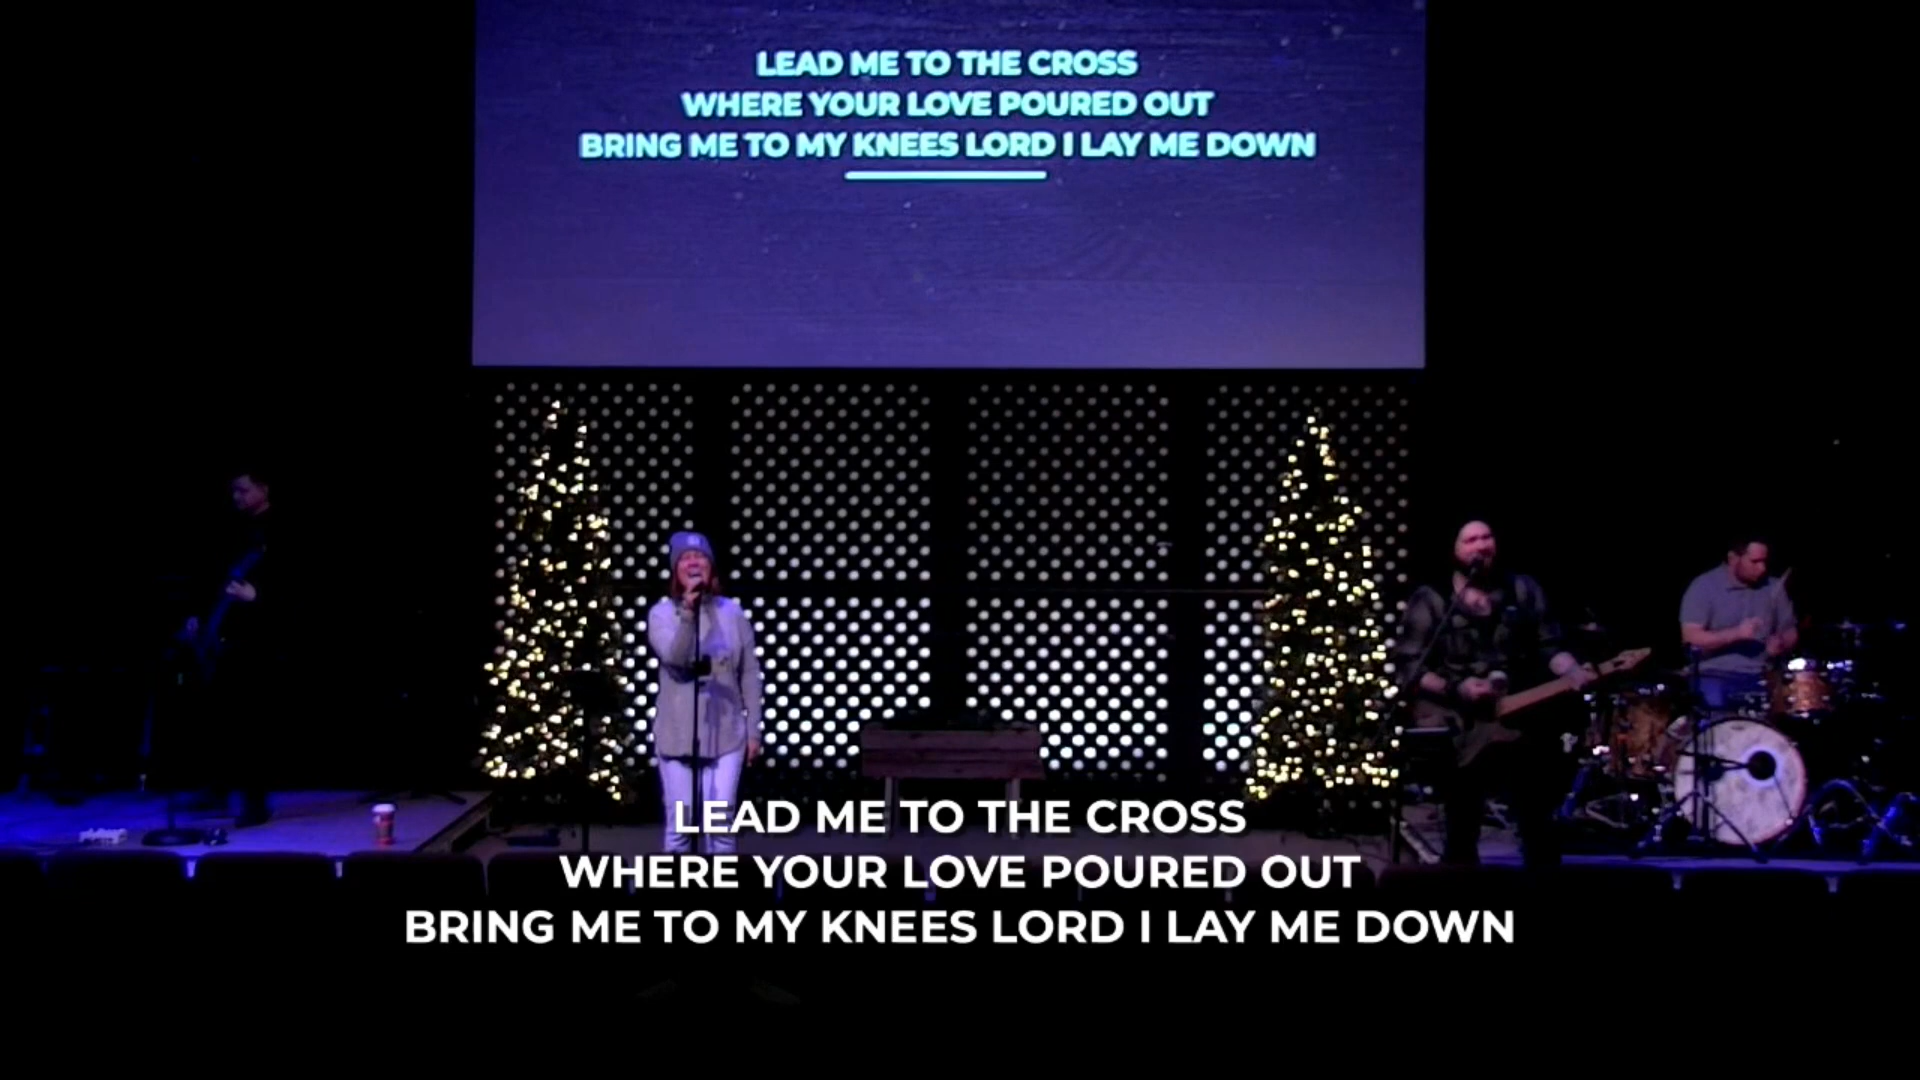 LEAD ME TO THE CROSS
WHERE YOUR LOVE POURED OUT
BRING ME TO MY KNEES LORD I LAY ME DOWN
LEAD ME TO THE CROSS
WHERE YOUR LOVE POURED OUT
BRING ME TO MY KNEES LORD I LAY ME DOWN